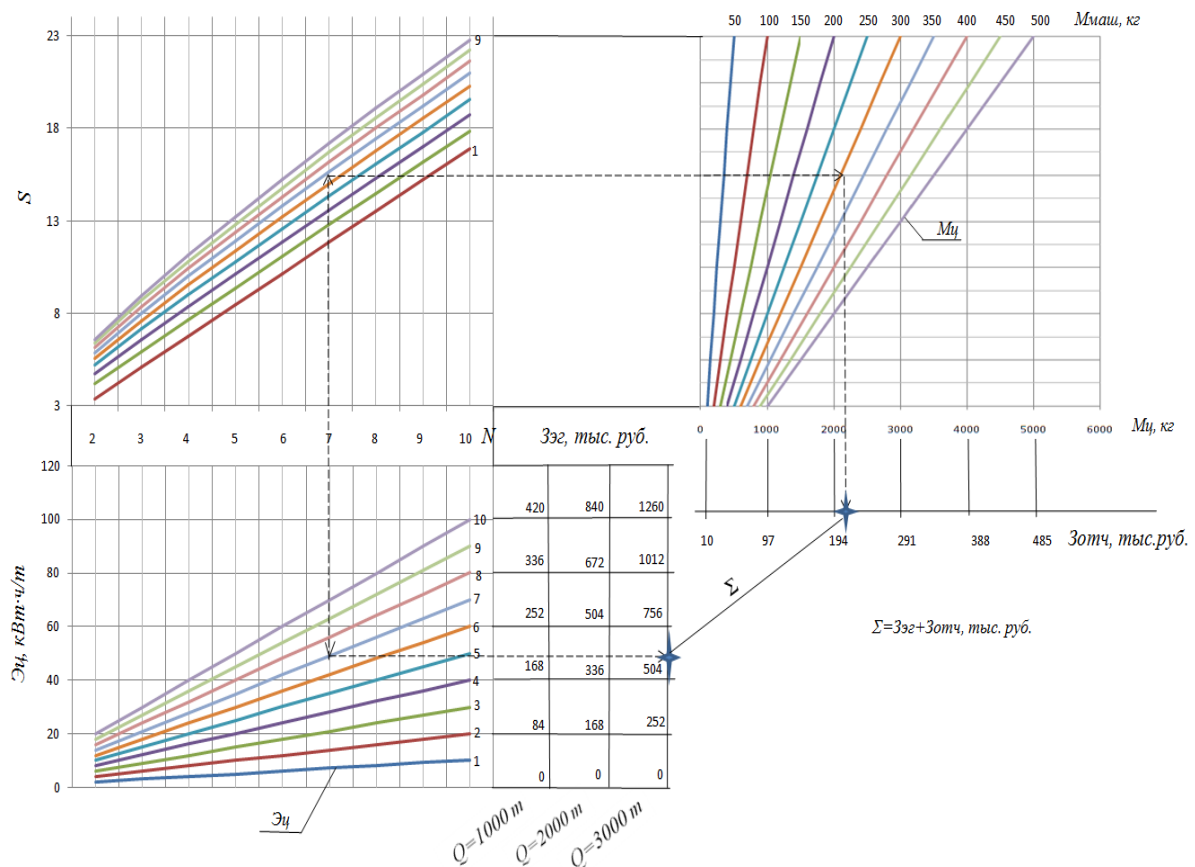 50 100 150 200 250 300 350 400 450 500 Ммаш, кг
23
18
13
8
3
S
9
1
Мц
0 1000 2000 3000 4000 5000 6000 Мц, кг
2 3 4 5 6 7 8 9 10 N
Зэг, тыс. руб.
120
100
80
60
40
20
0
Эц, кВт·ч/т
10
9
8
7
6
5
4
3
2
1
Эц
420 840 1260
336 672 1012
252 504 756
168 336 504
84 168 252
0 0 0
Q=1000 т
Q=2000 т
Q=3000 т
10 97 194 291 388 485 Зотч, тыс.руб.
Σ
Σ=Зэг+Зотч, тыс. руб.